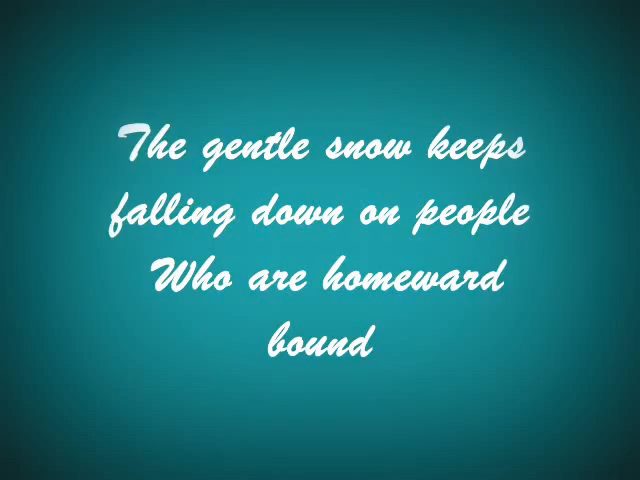 The gentle snow keeps
falling down on people
Who are homeward
bound